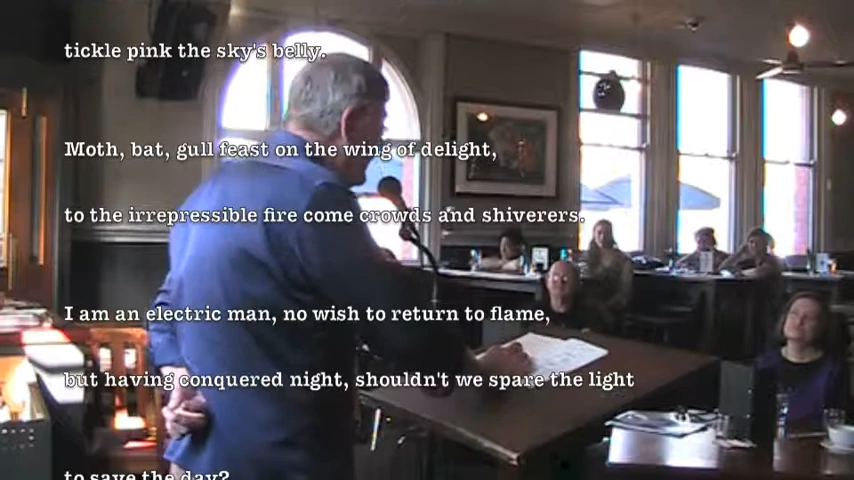 tickle pink the sky's belly.
Moth, bat, gull feast on the wing of delight,
to the irrepressible fire come crowds and shiverers.
I am an electric man, no wish to return to flame,
but having conquered night, shouldn't we spare the light
to save the day?